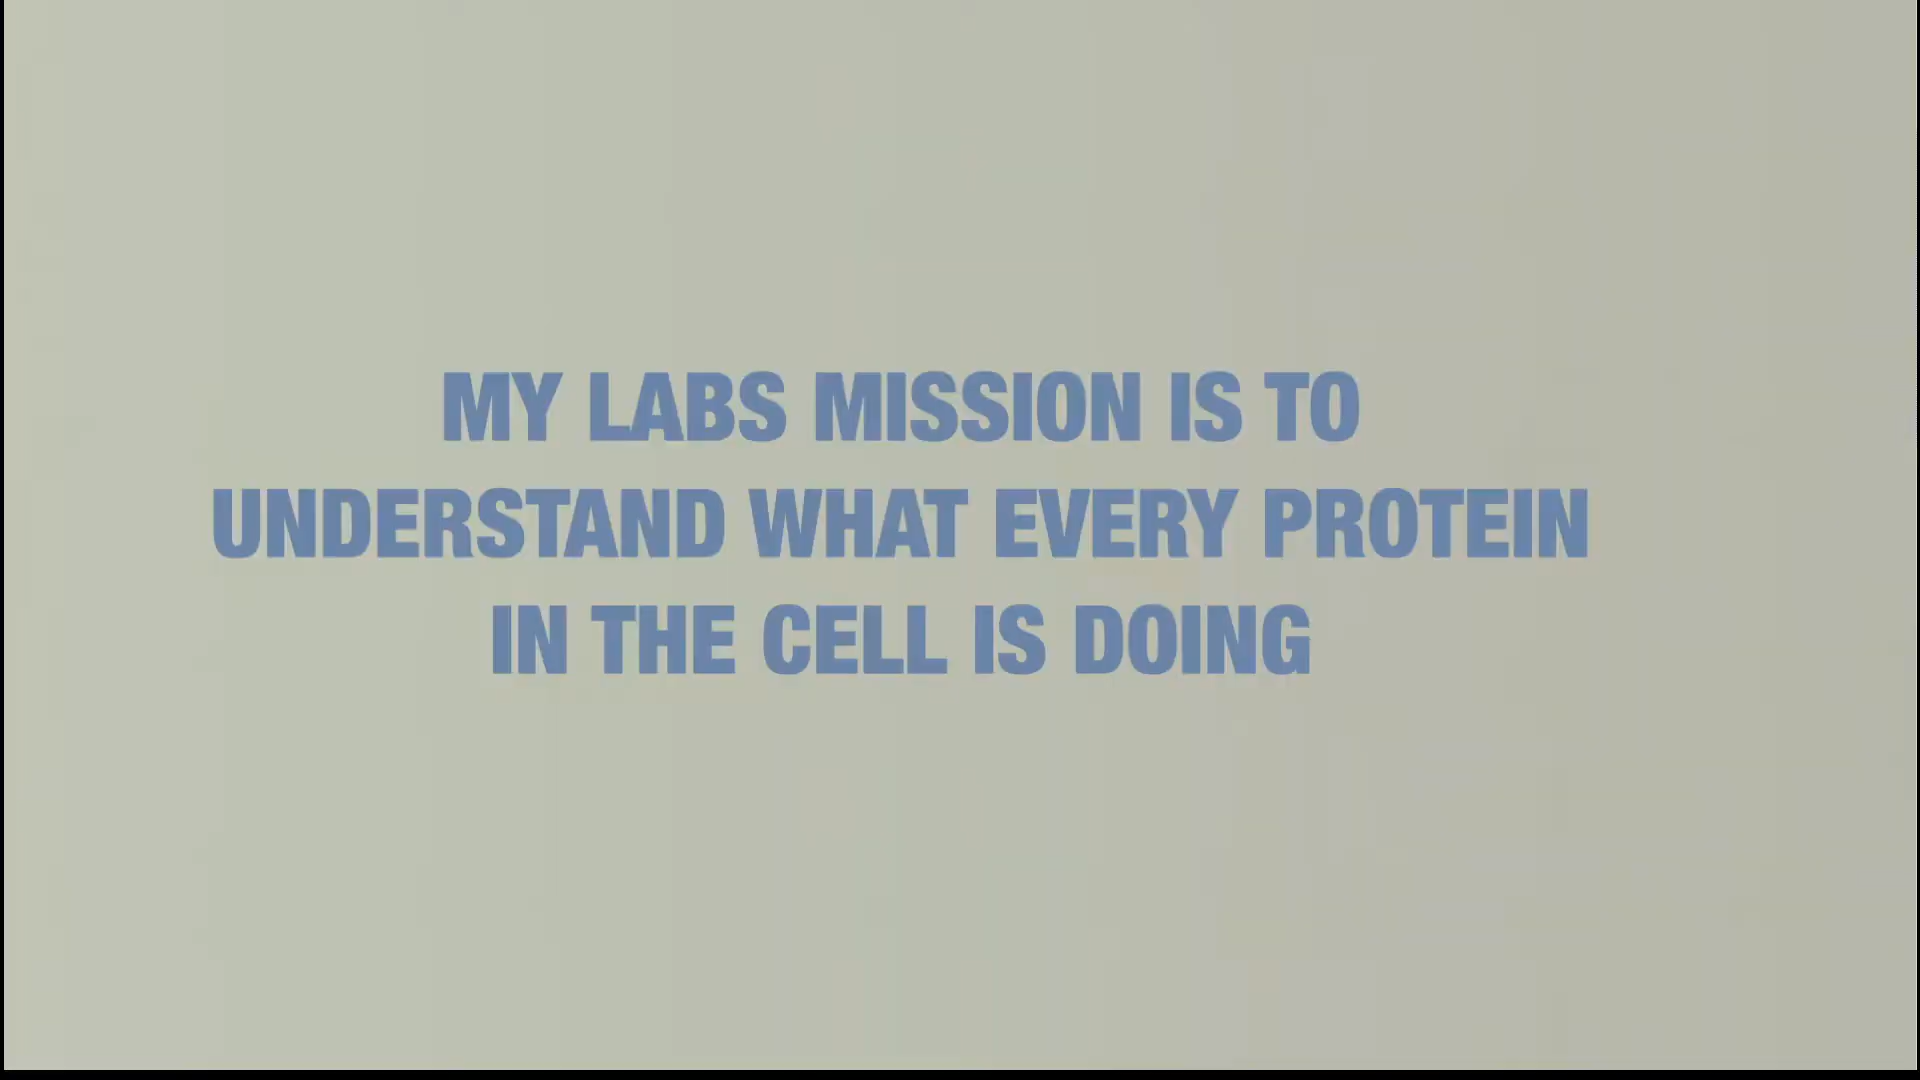 MY LABS MISSION IS TO
UNDERSTAND WHAT EVERY PROTEIN
IN THE CELL IS DOING